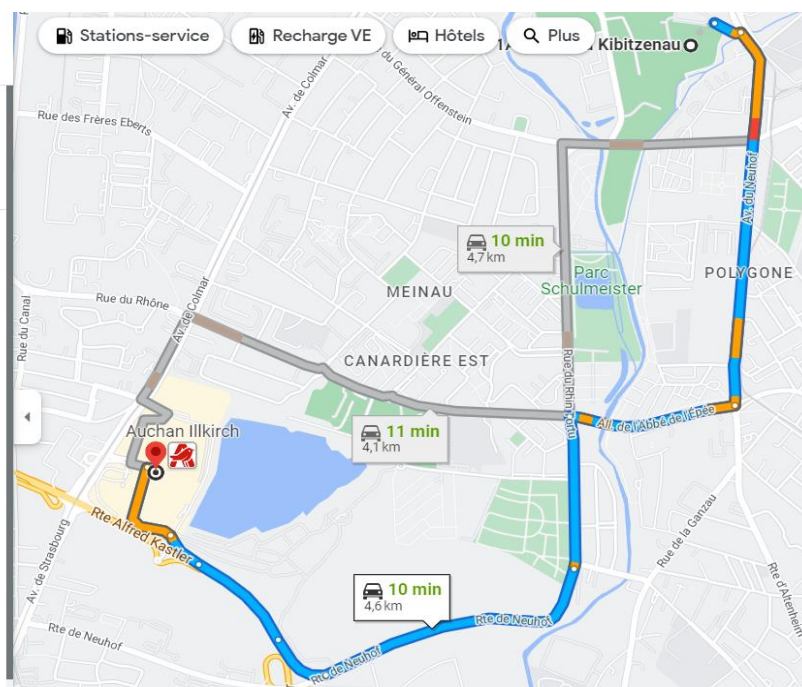 Stations-service
Recharge VE
Hôtels
Plus
Kibitzenau
du Général Offenstein
Av. de Colmar
Rue des Frères Eberts
Av. du Neuhof
10 min
4,7 km
Parc
Schulmeister
POLYGONE
MEINAU
Rue du Rhône
Av. de Colmar
Rue du Canal
CANARDIÈRE EST
Rue du Rhin Tortu
All. de l'Abbé de l'Épée
11 min
4,1 km
Auchan Illkirch
Rte Alfred Kastler
Av. de Strasbourg
Rue de la Ganzau
Rte d'Altenheim
10 min
4,6 km
Rte de Neuhof
Rte de Neuhof
Rte de Neuhof